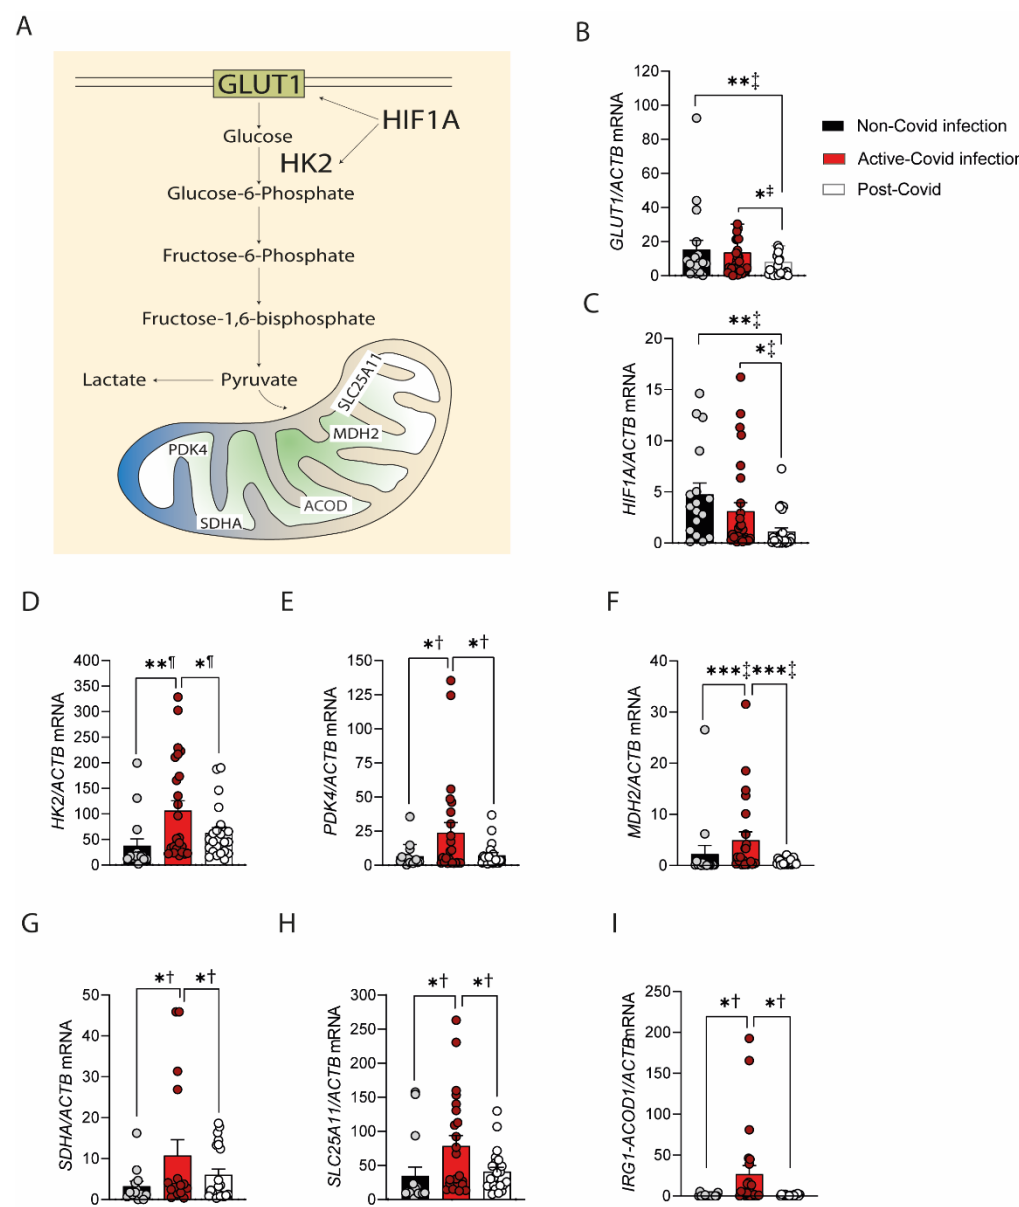 A
GLUT1
HIF1A
Glucose
HK2
Glucose-6-Phosphate
Fructose-6-Phosphate
Fructose-1,6-bisphosphate
Lactate
Pyruvate
SLC25A11
MDH2
PDK4
ACOD
SDHA
B
GLUT1/ACTB mRNA
120
100
80
60
40
20
0
**‡
*‡
Non-Covid infection
Active-Covid infection
Post-Covid
C
HIF1A/ACTB mRNA
20
15
10
5
0
**‡
*‡
D
HK2/ACTB mRNA
400
350
300
250
200
150
100
50
0
**¶
*¶
E
PDK4/ACTB mRNA
150
125
100
75
50
25
0
*†
*†
F
MDH2/ACTB mRNA
40
30
20
10
0
***‡
***‡
G
SDHA/ACTB mRNA
50
40
30
20
10
0
*†
*†
H
SLC25A11/ACTB mRNA
300
250
200
150
100
50
0
*†
*†
I
IRG1-ACOD1/ACTBmRNA
250
200
150
100
50
0
*†
*†